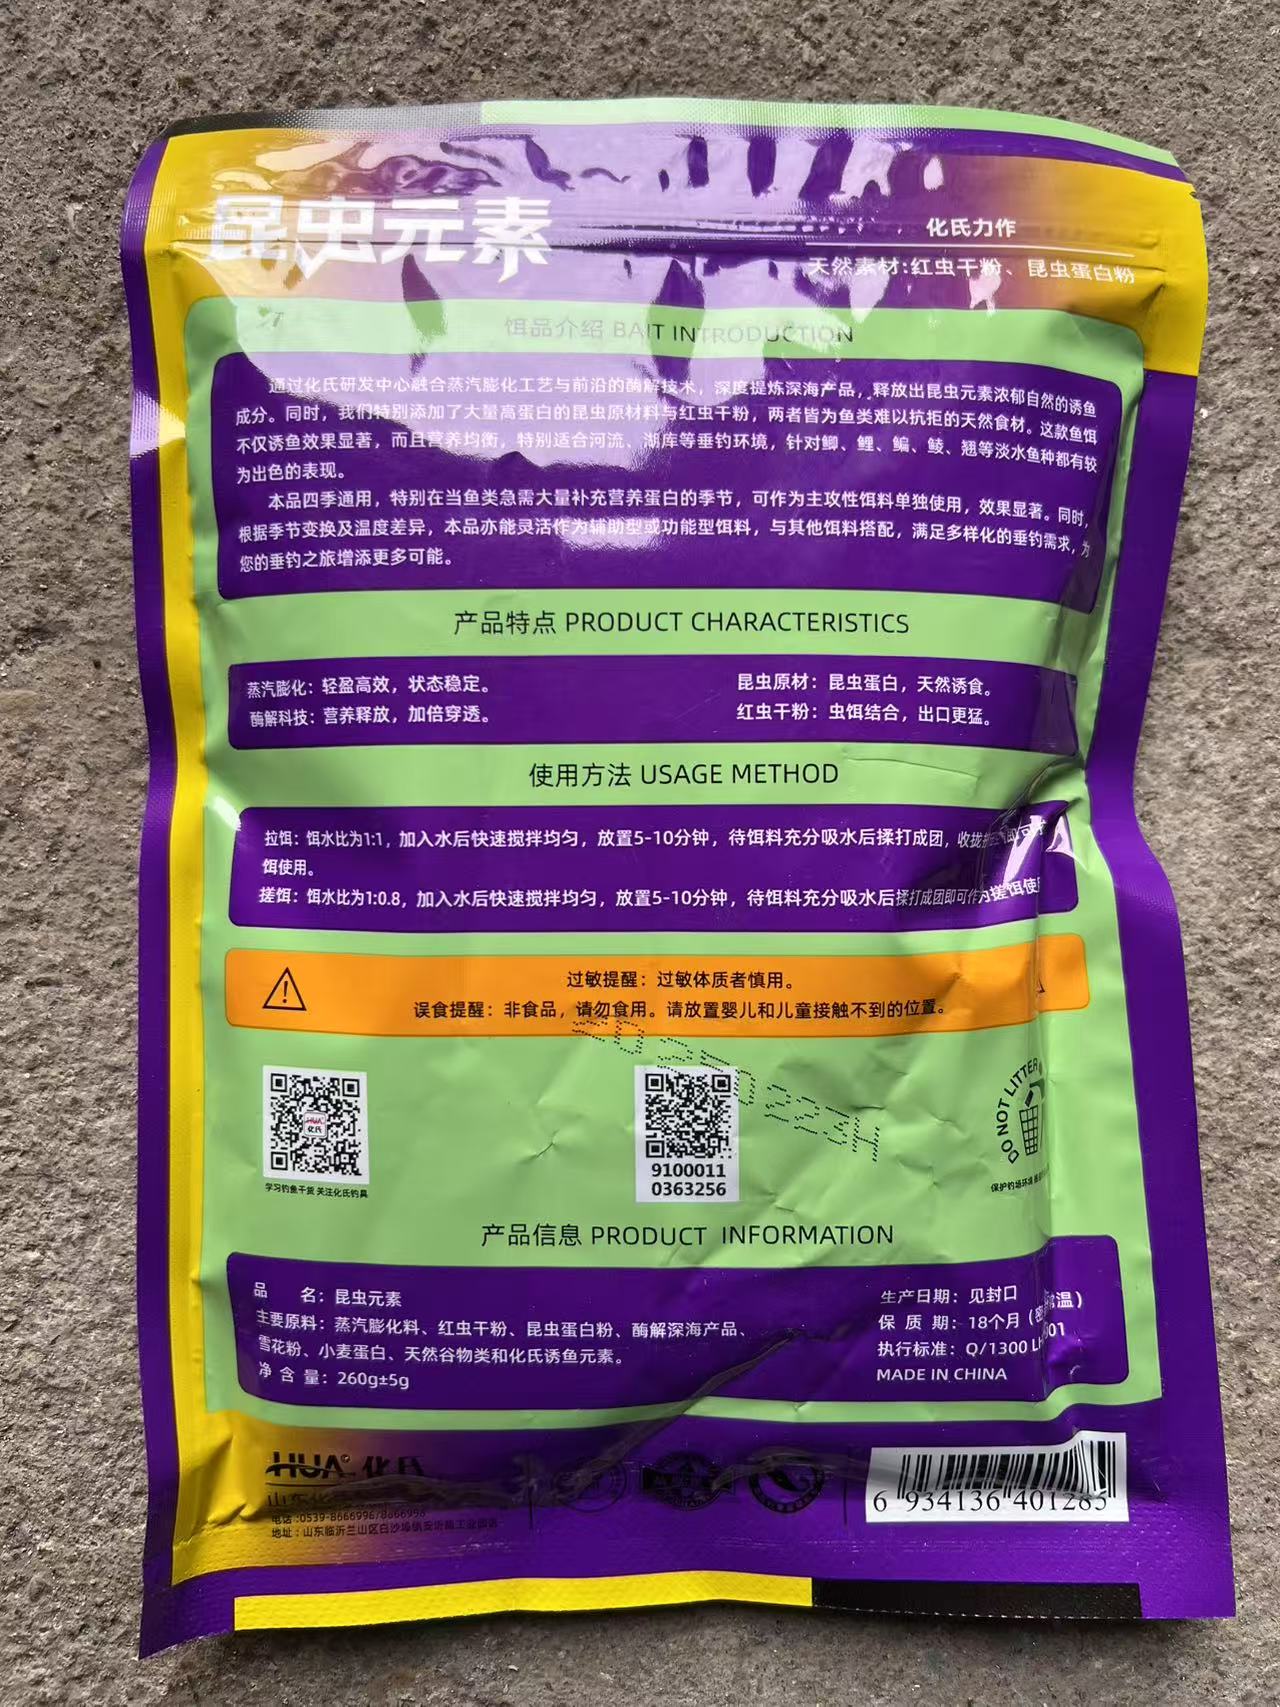 昆虫元素
化氏力作
天然素材:红虫干粉、昆虫蛋白粉
饵品介绍 BAIT INTRODUCTION
通过化氏研发中心融合蒸汽膨化工艺与前沿的酶解技术，深度提炼深海产品，释放出昆虫元素浓郁自然的诱鱼
成分。同时，我们特别添加了大量高蛋白的昆虫原材料与红虫干粉，两者皆为鱼类难以抗拒的天然食材。这款鱼饵
不仅诱鱼效果显著，而且营养均衡，特别适合河流、湖库等垂钓环境，针对鲫、鲤、鳊、鲮、翘等淡水鱼种都有较
为出色的表现。
本品四季通用，特别在当鱼类急需大量补充营养蛋白的季节，可作为主攻性饵料单独使用，效果显著。同时，
根据季节变换及温度差异，本品亦能灵活作为辅助型或功能型饵料，与其他饵料搭配，满足多样化的垂钓需求，为
您的垂钓之旅增添更多可能。
产品特点 PRODUCT CHARACTERISTICS
蒸汽膨化：轻盈高效，状态稳定。
昆虫原材：昆虫蛋白，天然诱食。
酶解科技：营养释放，加倍穿透。
红虫干粉：虫饵结合，出口更猛。
使用方法 USAGE METHOD
拉饵：饵水比为1:1，加入水后快速搅拌均匀，放置5-10分钟，待饵料充分吸水后揉打成团，收拢
饵使用。
搓饵：饵水比为1:0.8，加入水后快速搅拌均匀，放置5-10分钟，待饵料充分吸水后揉打成团即可作为搓饵使
过敏提醒：过敏体质者慎用。
误食提醒：非食品，请勿食用。请放置婴儿和儿童接触不到的位置。
20250223H
9100011
0363256
学习钓鱼干货 关注化氏钓具
DO NOT LITTER
保护钓场环境
产品信息 PRODUCT INFORMATION
品 名：昆虫元素
主要原料：蒸汽膨化料、红虫干粉、昆虫蛋白粉、酶解深海产品、
雪花粉、小麦蛋白、天然谷物类和化氏诱鱼元素。
净 含 量：260g±5g
生产日期：见封口
保 质 期：18个月
执行标准：Q/1300
MADE IN CHINA
HUA 化氏
山东化
电话:0539-8666996/8666998
地址：山东临沂兰山区白沙埠镇
6 934136 401285